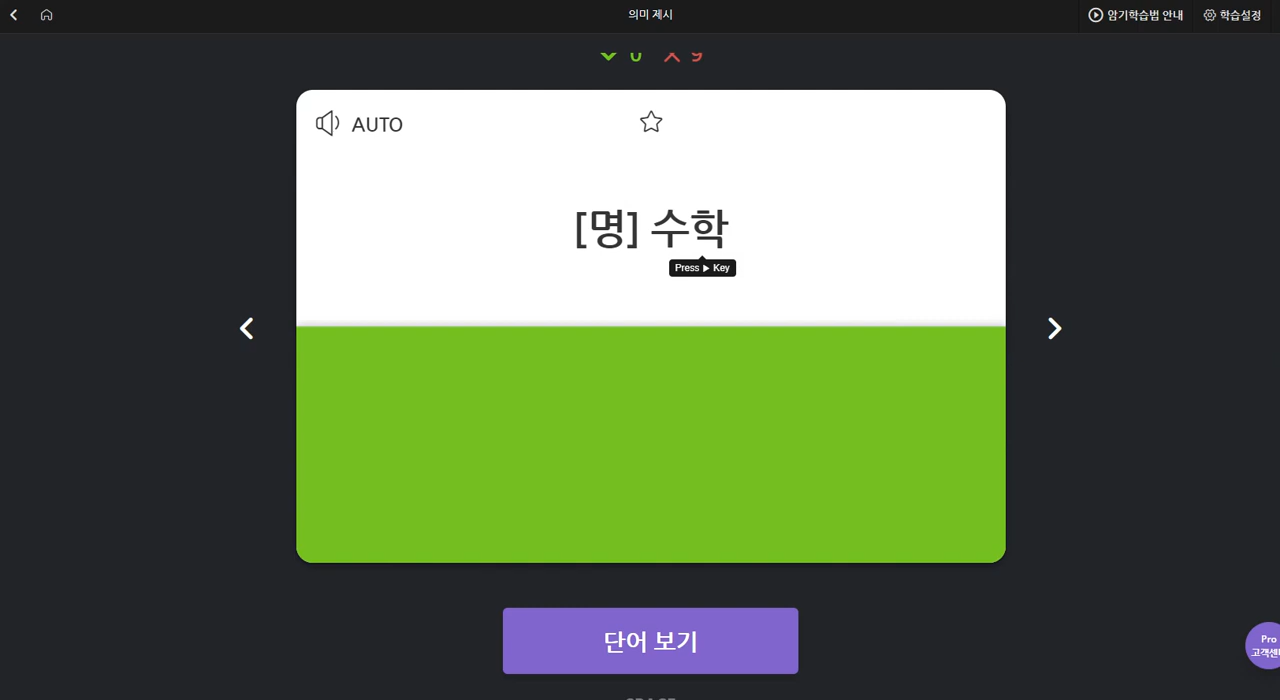 의미 제시
암기학습법 안내
학습설정
AUTO
[명] 수학
Press ▶ Key
단어 보기
Pro